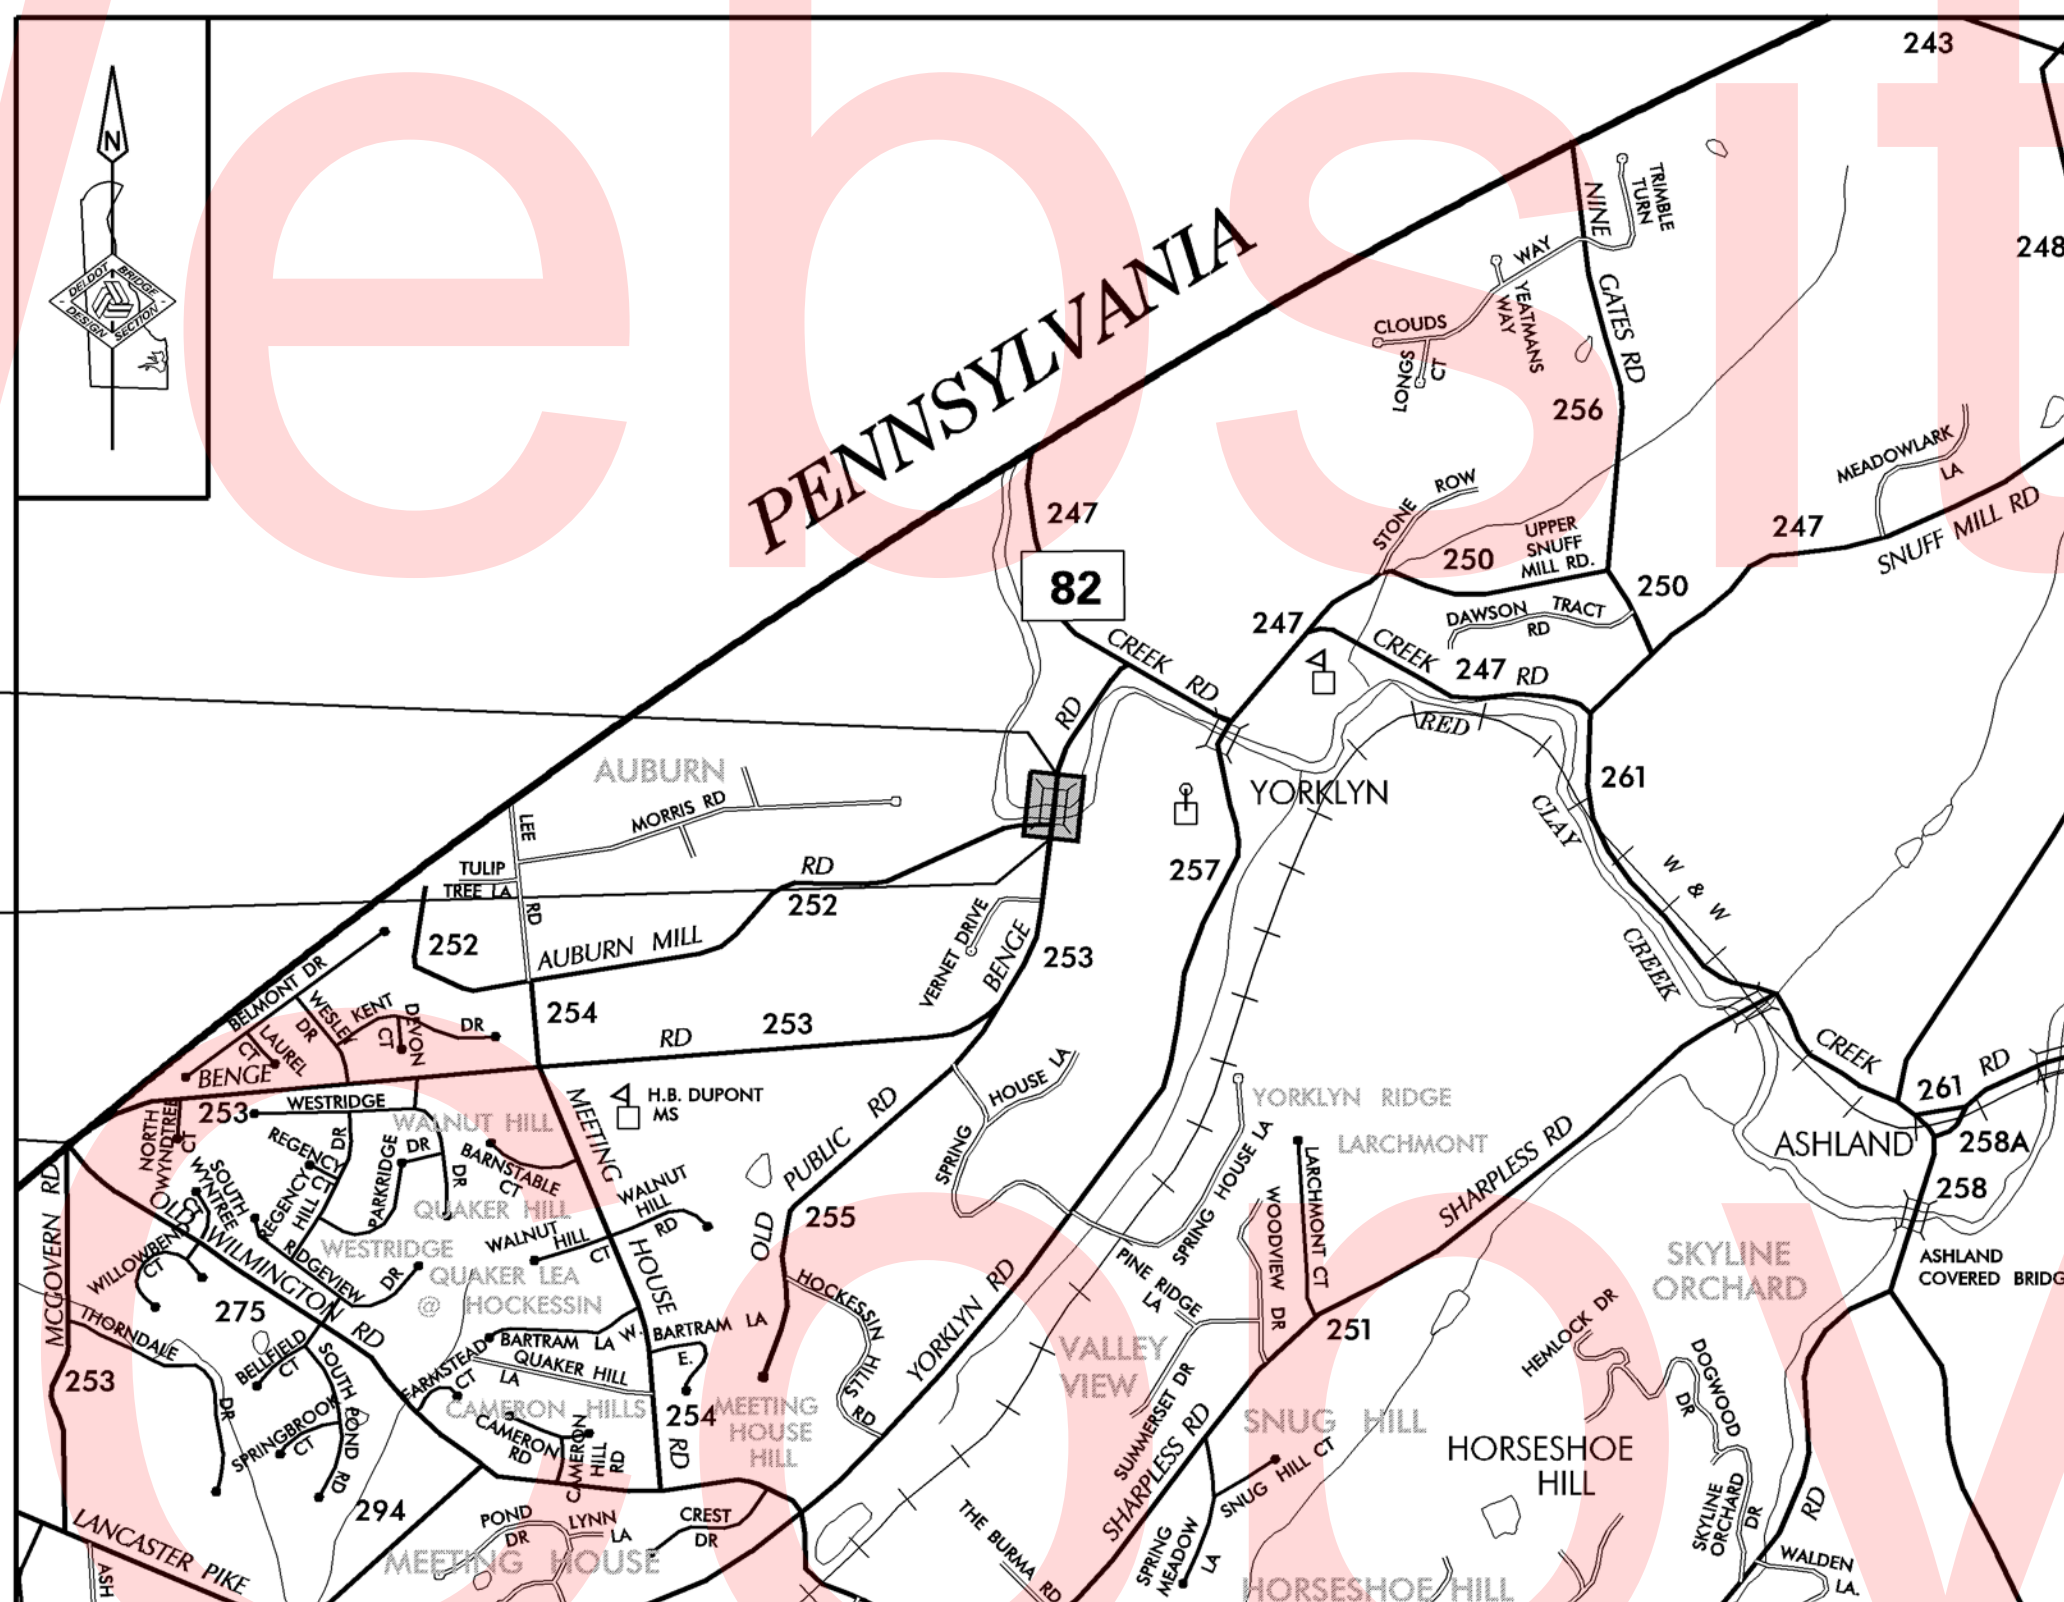 243
N
DELDOT BRIDGE
DESIGN SECTION
PENNSYLVANIA
NINE
GATES RD
TRIMBLE
TURN
WAY
YEATMANS
WAY
CLOUDS
LONGS
CT
248
256
MEADOWLARK
LA
247
SNUFF MILL RD
STONE ROW
UPPER
SNUFF
MILL RD.
250
250
DAWSON TRACT
RD
247
82
247
CREEK RD
CREEK RD
247
RED
CLAY
CREEK
261
W & W
YORKLYN
257
RD
AUBURN
MORRIS RD
LEE
RD
TULIP
TREE LA
RD
252
252
AUBURN MILL
VERNET DRIVE
BENGE
253
254
RD
253
BELMONT DR
WESLEY
DR
KENT
DEVON
CT
DR
LAUREL
CT
BENGE
253
WESTRIDGE
DR
NORTH
WYNDTREE
CT
REGENCY
CT
REGENCY
HILL
DR
PARKRIDGE
DR
WALNUT HILL
BARNSTABLE
CT
QUAKER HILL
WESTRIDGE
QUAKER LEA
@ HOCKESSIN
H.B. DUPONT
MS
MEETING
HOUSE
RD
WALNUT
HILL
RD
WALNUT
HILL
CT
SOUTH
WYNTREE
CT
OLD
WILMINGTON
RD
RIDGEVIEW
DR
WILLOWBEND
CT
MCGOVERN RD
THORNDALE
DR
275
253
BELLFIELD
CT
SOUTH POND RD
SPRINGBROOK
CT
294
LANCASTER PIKE
ASH
FARMSTEAD
CT
BARTRAM LA W.
BARTRAM LA
E.
QUAKER HILL
LA
CAMERON HILLS
CAMERON
RD
CAMERON
HILL
RD
254
MEETING
HOUSE
HILL
POND
DR
LYNN
LA
CREST
DR
MEETING HOUSE
OLD
PUBLIC
RD
255
SPRING
HOUSE LA
HOCKESSIN
HILLS
RD
YORKLYN RD
YORKLYN RIDGE
LARCHMONT
LARCHMONT CT
SPRING HOUSE LA
WOODVIEW DR
PINE RIDGE
LA
VALLEY
VIEW
SUMMERSET DR
SHARPLESS RD
SHARPLESS RD
251
SNUG HILL
SNUG HILL CT
SPRING
MEADOW
LA
THE BURMA RD
HORSESHOE
HILL
HORSESHOE HILL
SKYLINE
ORCHARD
HEMLOCK DR
DOGWOOD
DR
SKYLINE
ORCHARD
DR
RD
WALDEN
LA.
CREEK
RD
261
ASHLAND
258A
258
ASHLAND
COVERED BRIDG